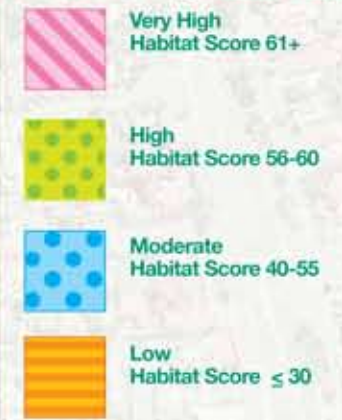 Very High
Habitat Score 61+
High
Habitat Score 56-60
Moderate
Habitat Score 40-55
Low
Habitat Score ≤ 30